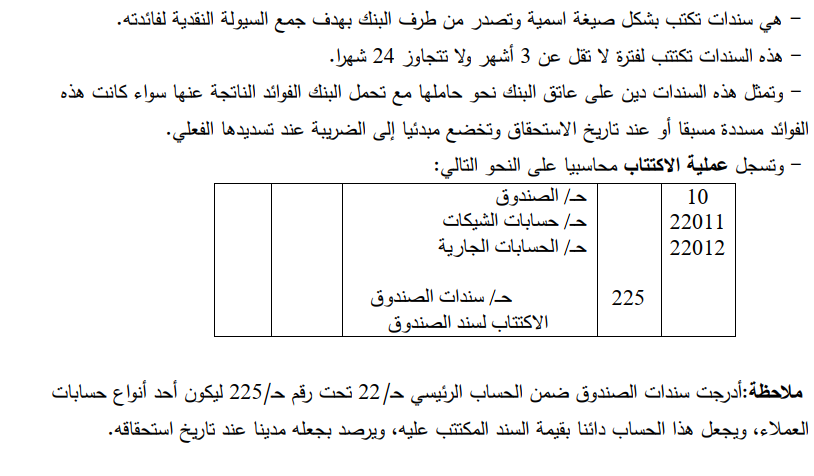 - هي سندات تكتب بشكل صيغة اسمية وتصدر من طرف البنك بهدف جمع السيولة النقدية لفائدته.
- هذه السندات تكتتب لفترة لا تقل عن 3 أشهر ولا تتجاوز 24 شهرا.
- وتمثل هذه السندات دين على عاتق البنك نحو حاملها مع تحمل البنك الفوائد الناتجة عنها سواء كانت هذه
الفوائد مسددة مسبقا أو عند تاريخ الاستحقاق وتخضع مبدئيا إلى الضريبة عند تسديدها الفعلي.
- وتسجل عملية الاكتتاب محاسبيا على النحو التالي:
10 حـ/ الصندوق
22011 حـ/ حسابات الشيكات
22012 حـ/ الحسابات الجارية
225 حـ/ سندات الصندوق
الاكتتاب لسند الصندوق
ملاحظة:أدرجت سندات الصندوق ضمن الحساب الرئيسي حـ/22 تحت رقم حـ/225 ليكون أحد أنواع حسابات
العملاء، ويجعل هذا الحساب دائنا بقيمة السند المكتتب عليه، ويرصد بجعله مدينا عند تاريخ استحقاقه.